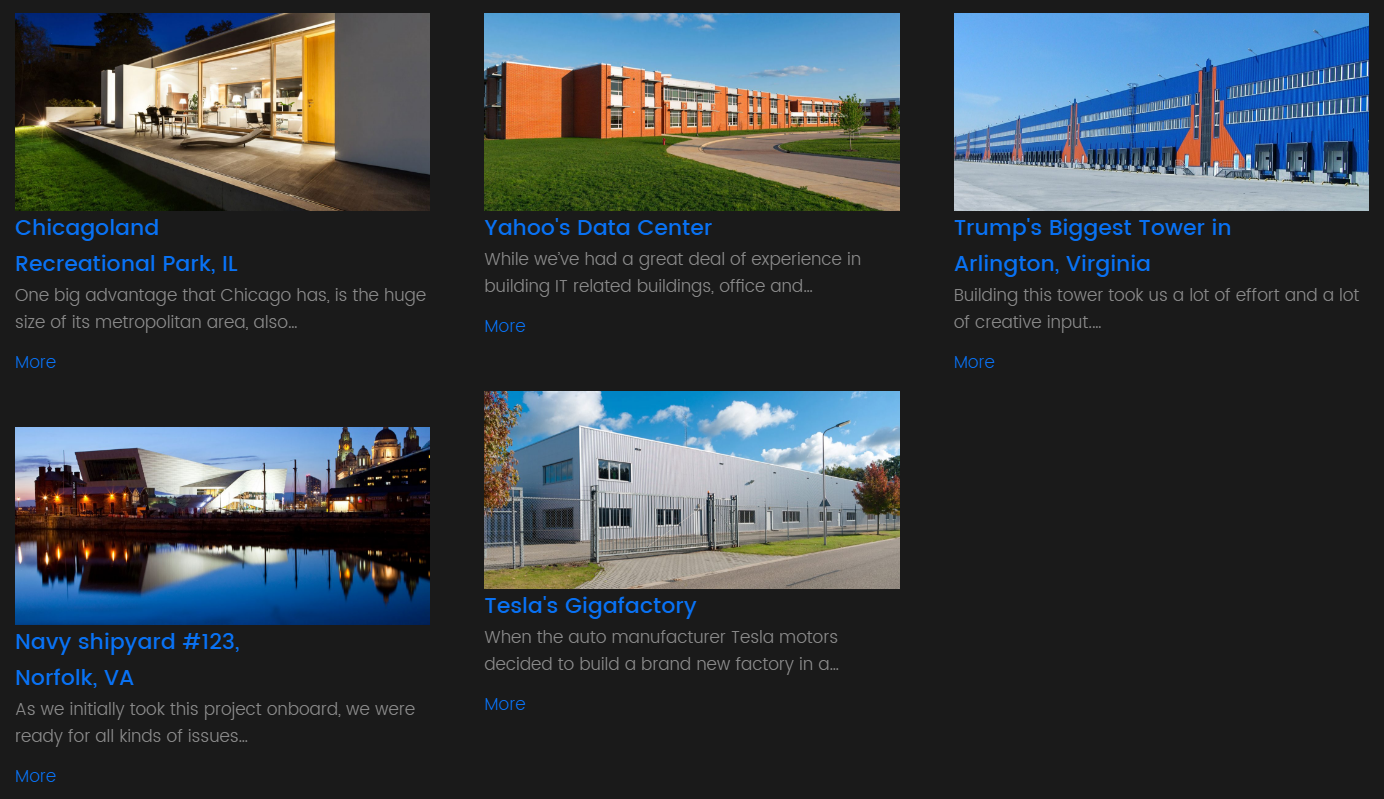 Chicagoland
Recreational Park, IL
One big advantage that Chicago has, is the huge
size of its metropolitan area, also...
More
Yahoo's Data Center
While we’ve had a great deal of experience in
building IT related buildings, office and...
More
Trump's Biggest Tower in
Arlington, Virginia
Building this tower took us a lot of effort and a lot
of creative input....
More
Navy shipyard #123,
Norfolk, VA
As we initially took this project onboard, we were
ready for all kinds of issues...
More
Tesla's Gigafactory
When the auto manufacturer Tesla motors
decided to build a brand new factory in a...
More